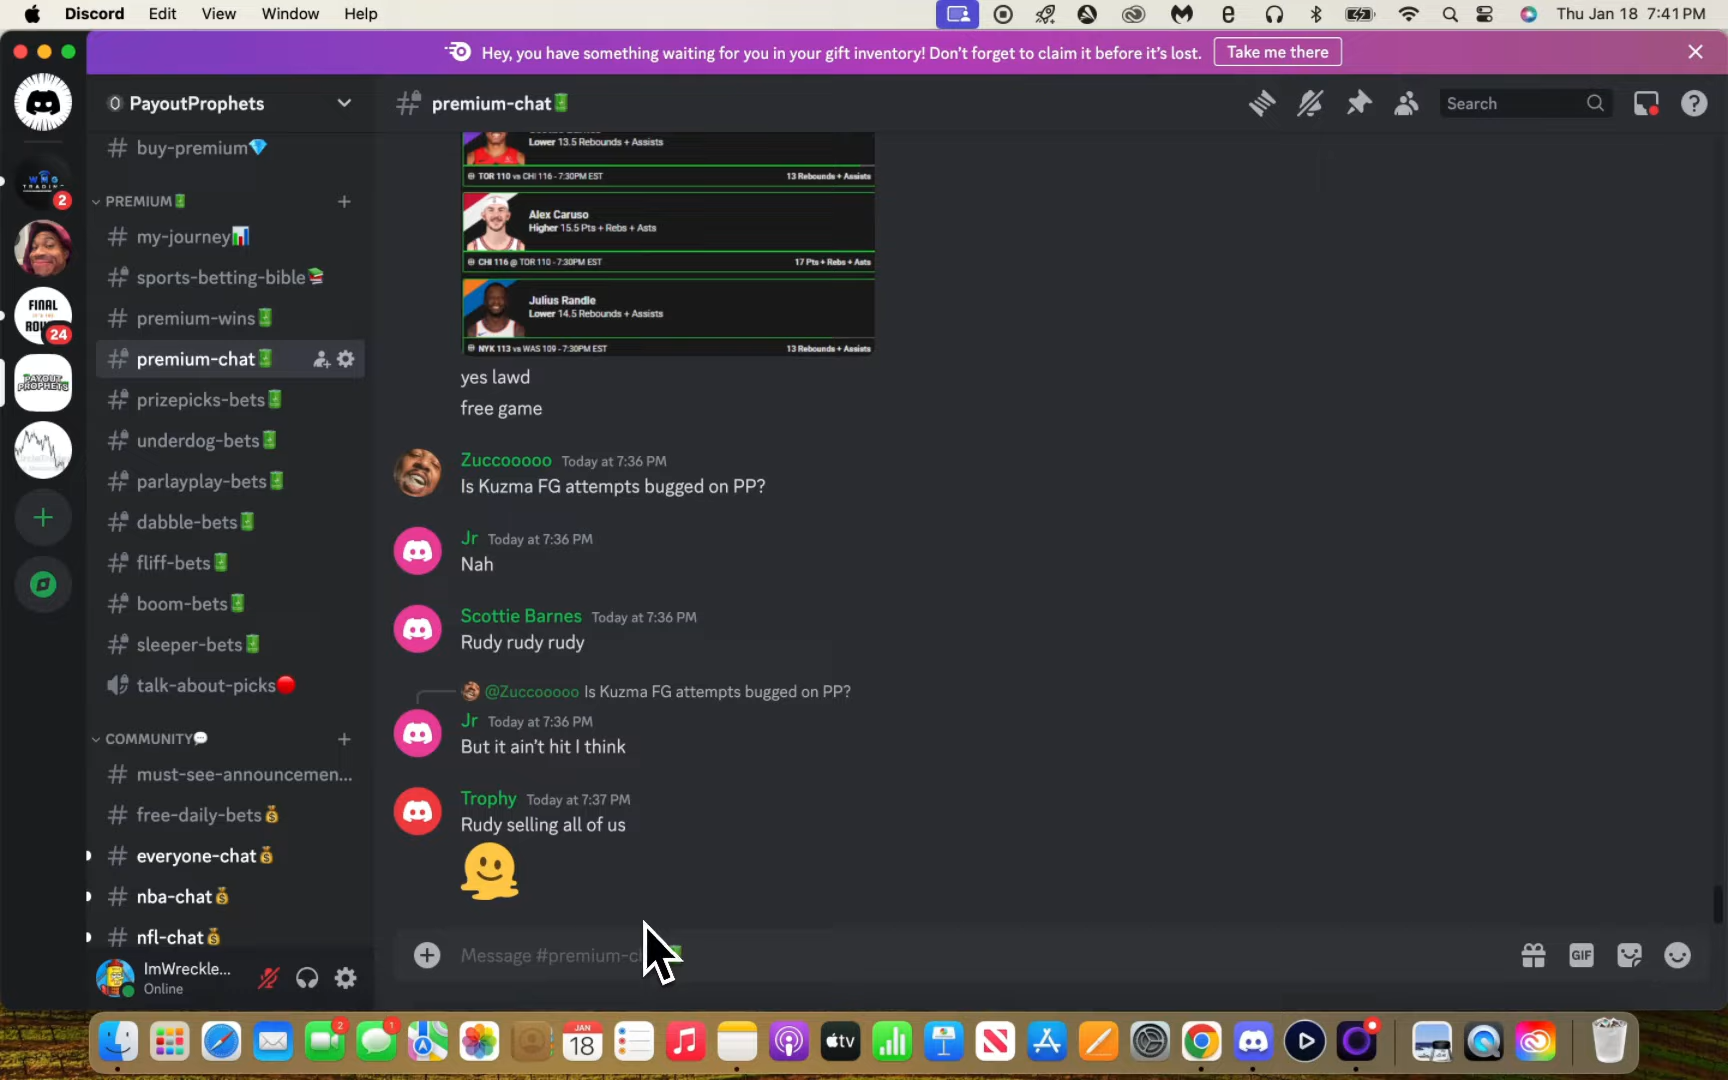 Discord Edit View Window Help
Thu Jan 18 7:41 PM
Hey, you have something waiting for you in your gift inventory! Don't forget to claim it before it's lost. Take me there
PayoutProphets
premium-chat
Search
buy-premium
PREMIUM
my-journey
sports-betting-bible
premium-wins
premium-chat
prizepicks-bets
underdog-bets
parlayplay-bets
dabble-bets
fliff-bets
boom-bets
sleeper-bets
talk-about-picks
COMMUNITY
must-see-announcemen...
free-daily-bets
everyone-chat
nba-chat
nfl-chat
ImWreckle...
Online
2
FINAL
24
PAYOUT
PROPHETS
Lower 13.5 Rebounds + Assists
TOR 110 vs CHI 116 - 7:30PM EST 13 Rebounds + Assists
Alex Caruso
Higher 15.5 Pts + Rebs + Asts
CHI 116 @ TOR 110 - 7:30PM EST 17 Pts + Rebs + Asts
Julius Randle
Lower 14.5 Rebounds + Assists
NYK 113 vs WAS 109 - 7:30PM EST 13 Rebounds + Assists
yes lawd
free game
Zuccooooo Today at 7:36 PM
Is Kuzma FG attempts bugged on PP?
Jr Today at 7:36 PM
Nah
Scottie Barnes Today at 7:36 PM
Rudy rudy rudy
@Zuccooooo Is Kuzma FG attempts bugged on PP?
Jr Today at 7:36 PM
But it ain't hit I think
Trophy Today at 7:37 PM
Rudy selling all of us
Message #premium-c
GIF
2
1
JAN
18
tv